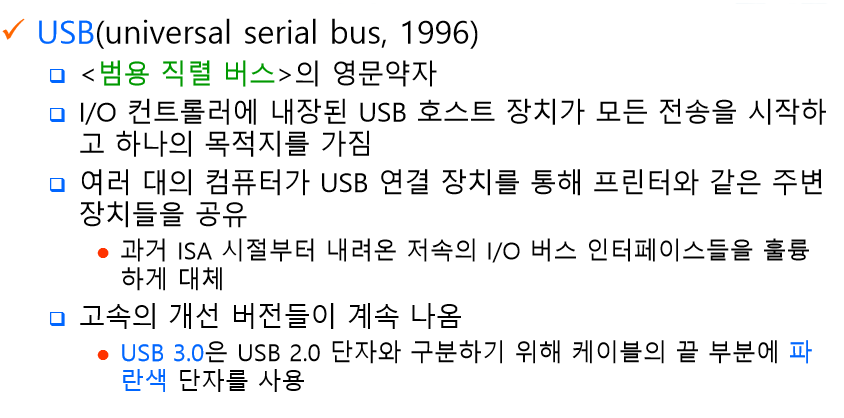 USB(universal serial bus, 1996)
<범용 직렬 버스>의 영문약자
I/O 컨트롤러에 내장된 USB 호스트 장치가 모든 전송을 시작하
고 하나의 목적지를 가짐
여러 대의 컴퓨터가 USB 연결 장치를 통해 프린터와 같은 주변
장치들을 공유
과거 ISA 시절부터 내려온 저속의 I/O 버스 인터페이스들을 훌륭
하게 대체
고속의 개선 버전들이 계속 나옴
USB 3.0은 USB 2.0 단자와 구분하기 위해 케이블의 끝 부분에 파
란색 단자를 사용